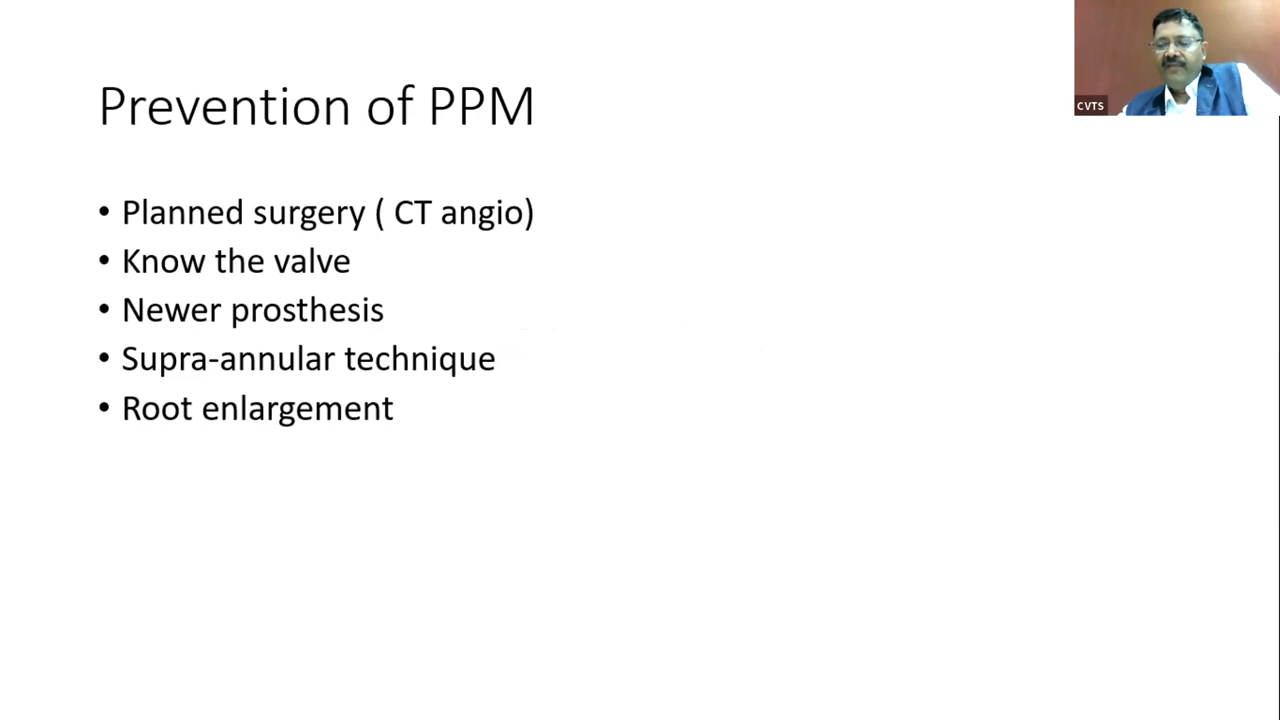 Prevention of PPM
• Planned surgery ( CT angio)
• Know the valve
• Newer prosthesis
• Supra-annular technique
• Root enlargement
CVTS